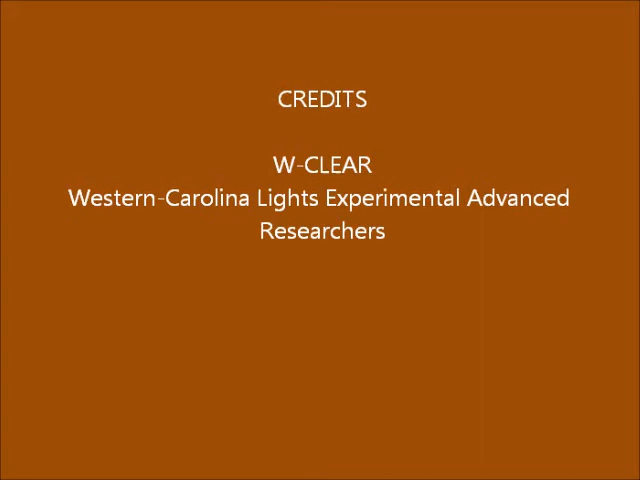 CREDITS
W-CLEAR
Western-Carolina Lights Experimental Advanced
Researchers